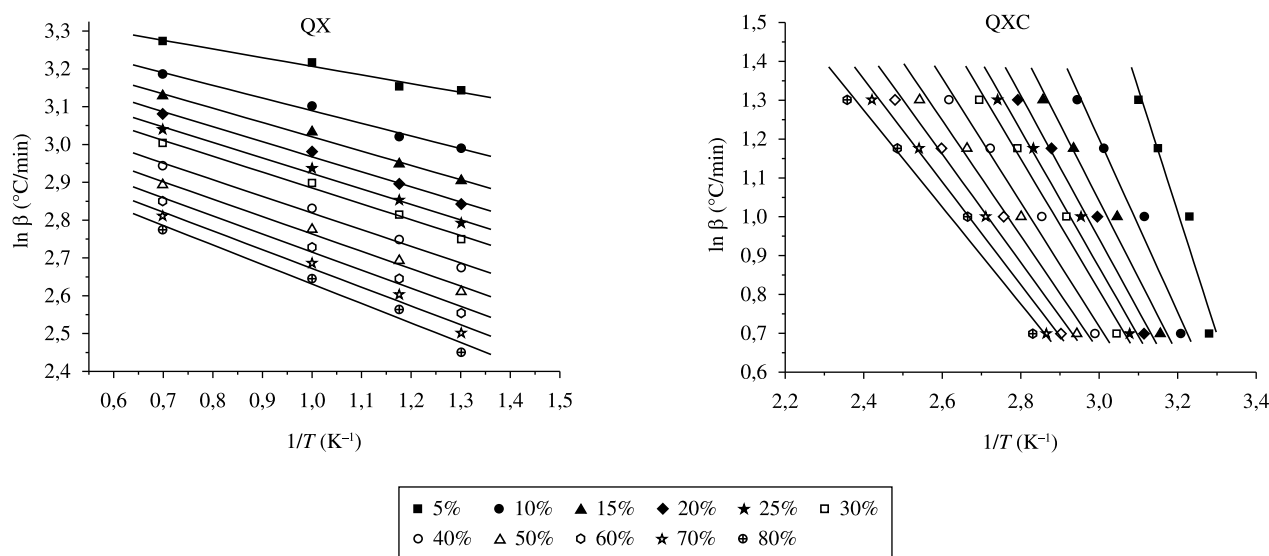 QX
3,3
3,2
3,1
3,0
2,9
2,8
2,7
2,6
2,5
2,4
ln β (°C/min)
0,6 0,7 0,8 0,9 1,0 1,1 1,2 1,3 1,4 1,5
1/T (K⁻¹)
QXC
1,5
1,4
1,3
1,2
1,1
1,0
0,9
0,8
0,7
0,6
ln β (°C/min)
2,2 2,4 2,6 2,8 3,0 3,2 3,4
1/T (K⁻¹)
5% 10% 15% 20% 25% 30%
40% 50% 60% 70% 80%